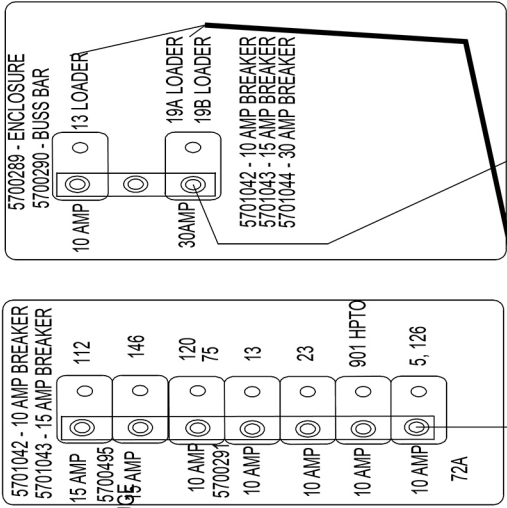 5700289 - ENCLOSURE
5700290 - BUSS BAR
13 LOADER
19A LOADER
19B LOADER
5701042 - 10 AMP BREAKER
5701043 - 15 AMP BREAKER
5701044 - 30 AMP BREAKER
10 AMP
30AMP
5701042 - 10 AMP BREAKER
5701043 - 15 AMP BREAKER
112
146
120
75
13
23
901 HPTO
5, 126
15 AMP
5700495
15 AMP
10 AMP
5700291
10 AMP
10 AMP
10 AMP
10 AMP
72A